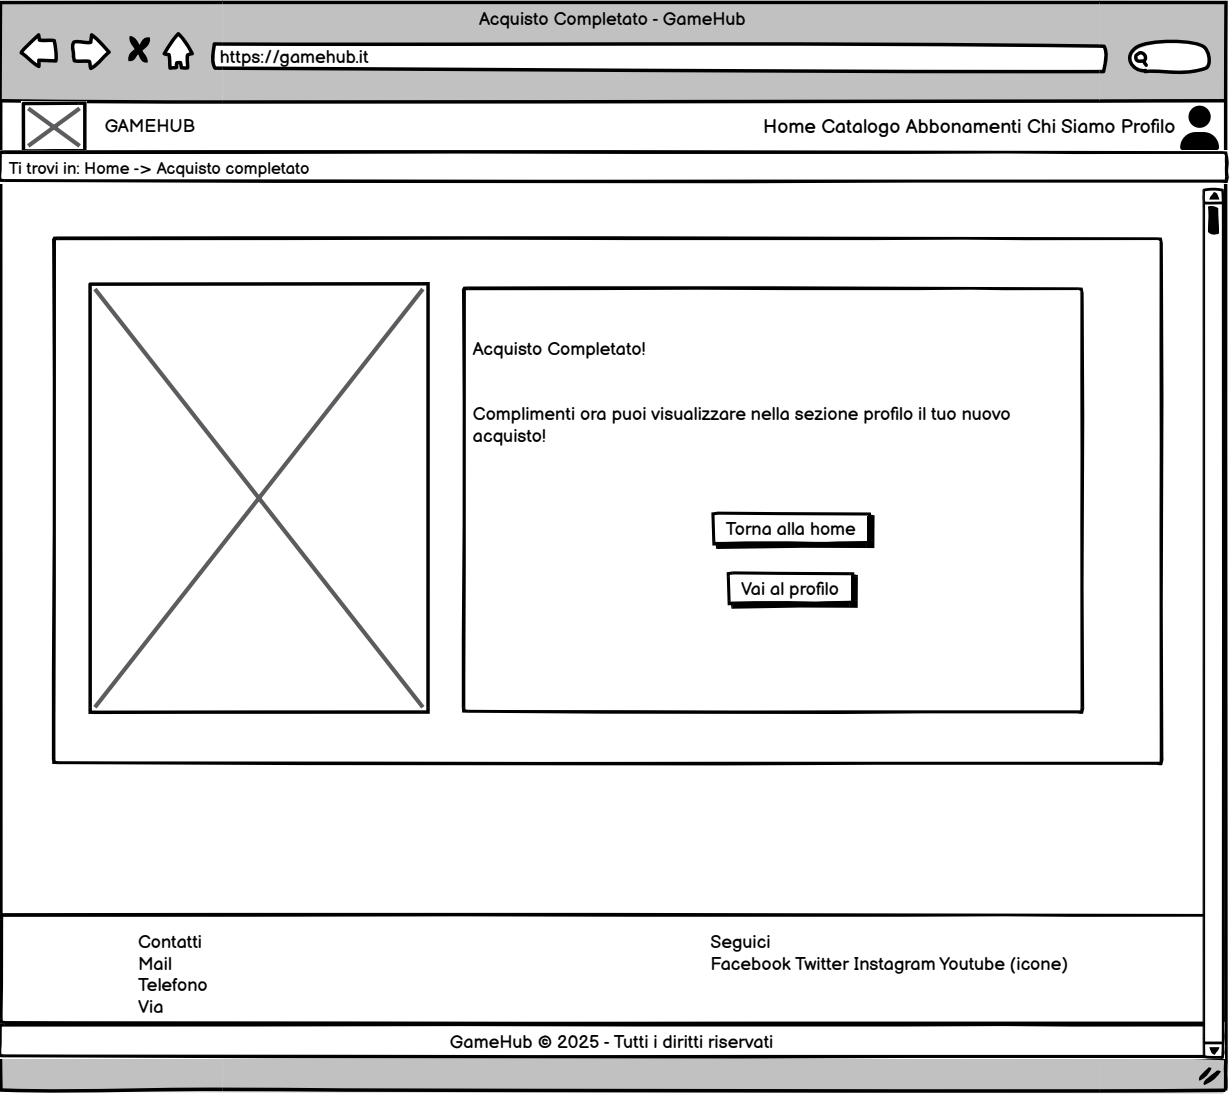 Acquisto Completato - GameHub
https://gamehub.it
GAMEHUB
Home Catalogo Abbonamenti Chi Siamo Profilo
Ti trovi in: Home -> Acquisto completato
Acquisto Completato!
Complimenti ora puoi visualizzare nella sezione profilo il tuo nuovo
acquisto!
Torna alla home
Vai al profilo
Contatti
Mail
Telefono
Via
Seguici
Facebook Twitter Instagram Youtube (icone)
GameHub © 2025 - Tutti i diritti riservati